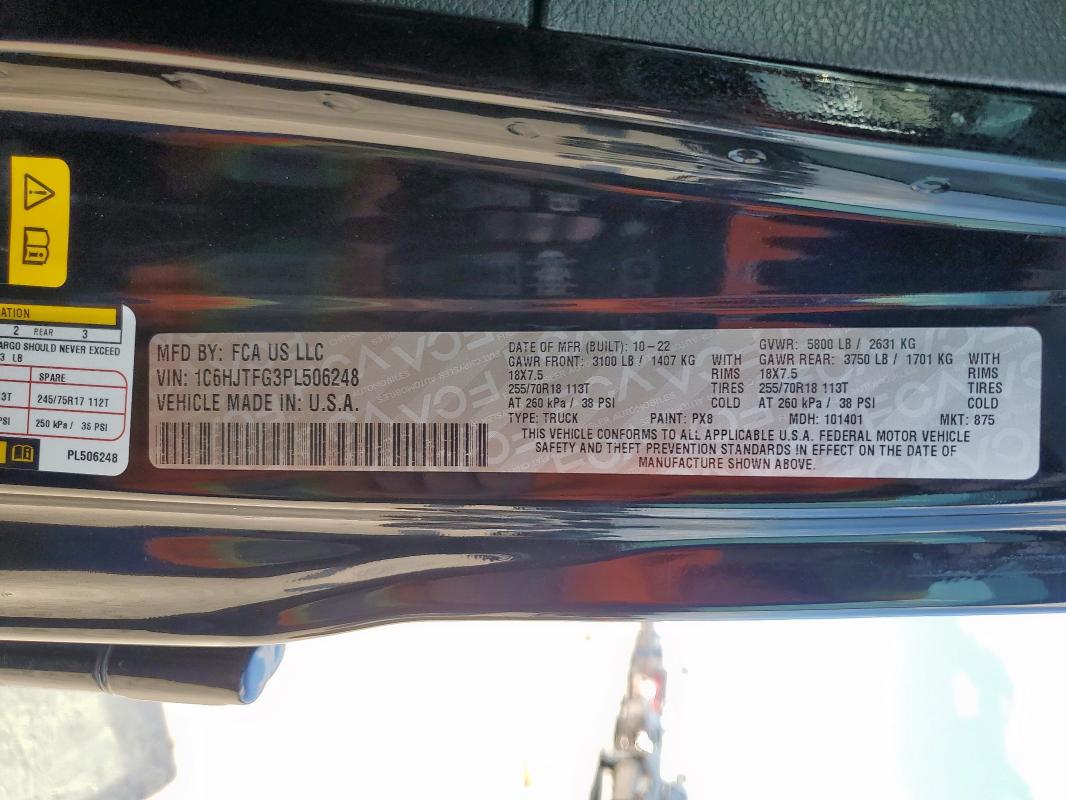 ATION
2 REAR 3
ARGO SHOULD NEVER EXCEED
3 LB
SPARE
3T 245/75R17 112T
PSI 250 kPa / 36 PSI
PL506248
MFD BY: FCA US LLC
VIN: 1C6HJTFG3PL506248
VEHICLE MADE IN: U.S.A.
DATE OF MFR (BUILT): 10-22 GVWR: 5800 LB / 2631 KG
GAWR FRONT: 3100 LB / 1407 KG WITH GAWR REAR: 3750 LB / 1701 KG WITH
18X7.5 RIMS 18X7.5 RIMS
255/70R18 113T TIRES 255/70R18 113T TIRES
AT 260 kPa / 38 PSI COLD AT 260 kPa / 38 PSI COLD
TYPE: TRUCK PAINT: PX8 MDH: 101401 MKT: 875
THIS VEHICLE CONFORMS TO ALL APPLICABLE U.S.A. FEDERAL MOTOR VEHICLE
SAFETY AND THEFT PREVENTION STANDARDS IN EFFECT ON THE DATE OF
MANUFACTURE SHOWN ABOVE.